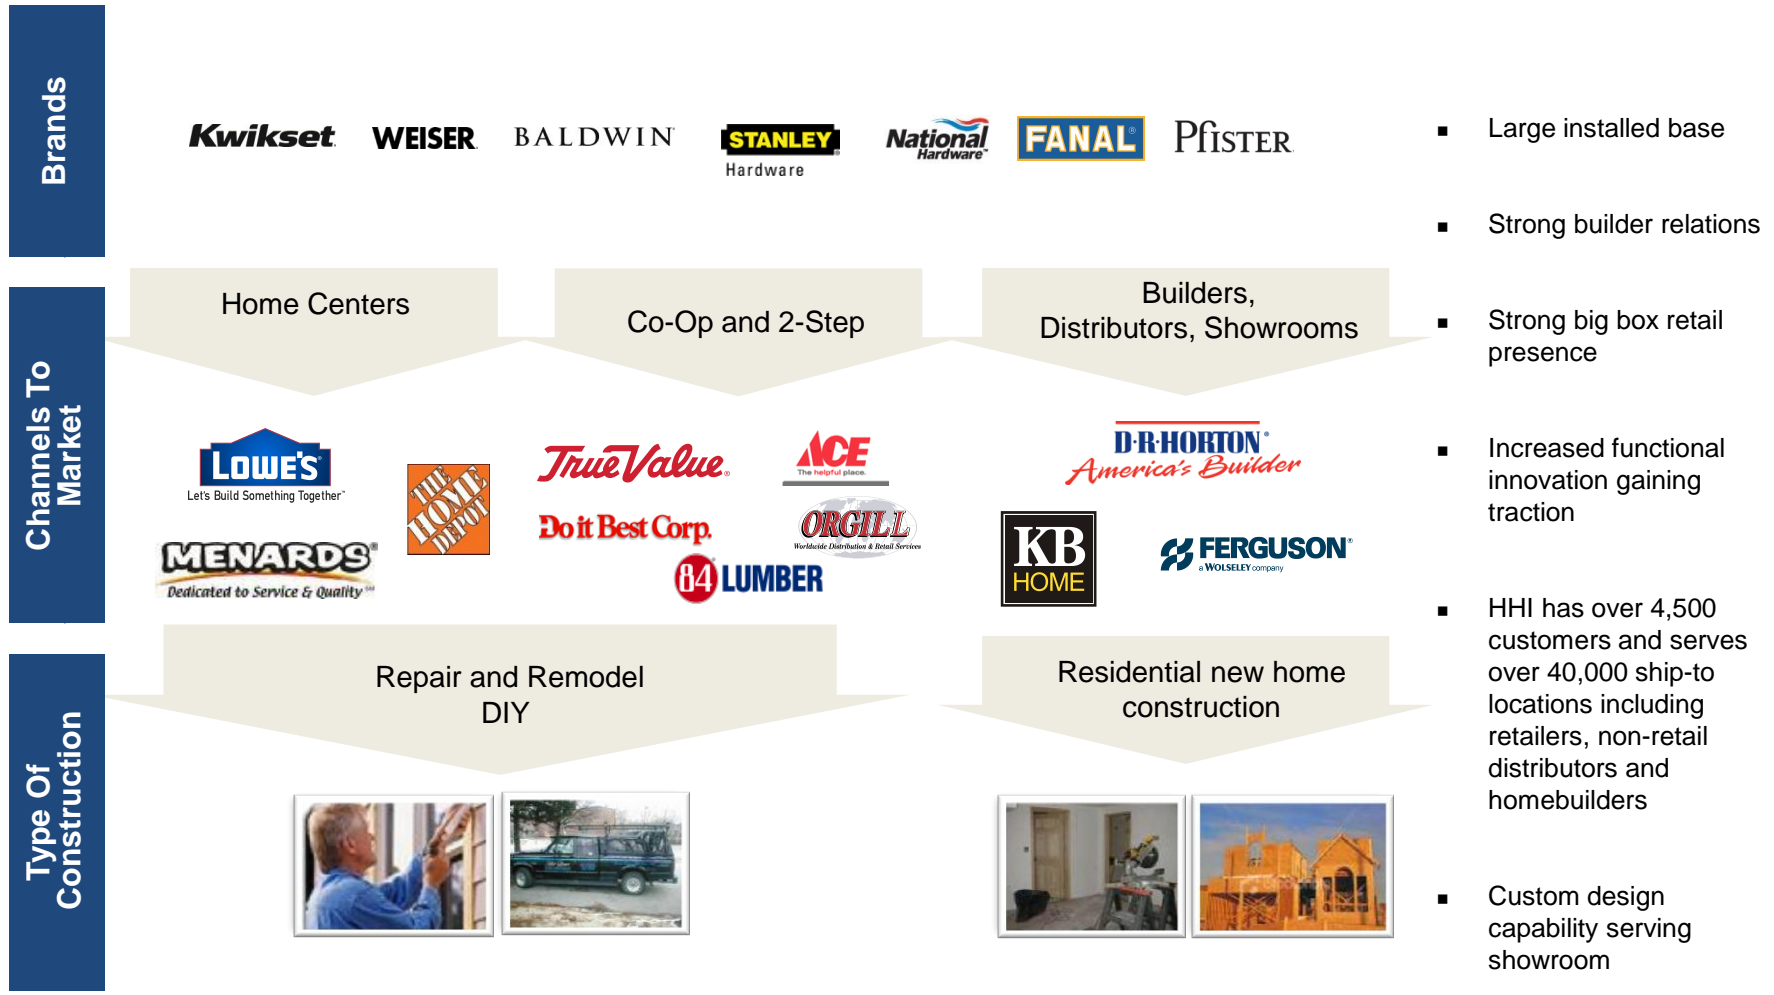 Brands
Kwikset
WEISER
BALDWIN
STANLEY
Hardware
National
Hardware™
FANAL®
Pfister
Channels To
Market
Home Centers
Co-Op and 2-Step
Builders,
Distributors, Showrooms
LOWE'S
Let's Build Something Together™
THE
HOME
DEPOT
MENARDS®
Dedicated to Service & Quality℠
True Value®
ACE
The helpful place.
Do it Best Corp.
ORGILL
Worldwide Distribution & Retail Services
84 LUMBER
D·R·HORTON®
America's Builder
KB
HOME
FERGUSON®
a WOLSELEY company
Type Of
Construction
Repair and Remodel
DIY
Residential new home
construction
▪ Large installed base
▪ Strong builder relations
▪ Strong big box retail
presence
▪ Increased functional
innovation gaining
traction
▪ HHI has over 4,500
customers and serves
over 40,000 ship-to
locations including
retailers, non-retail
distributors and
homebuilders
▪ Custom design
capability serving
showroom